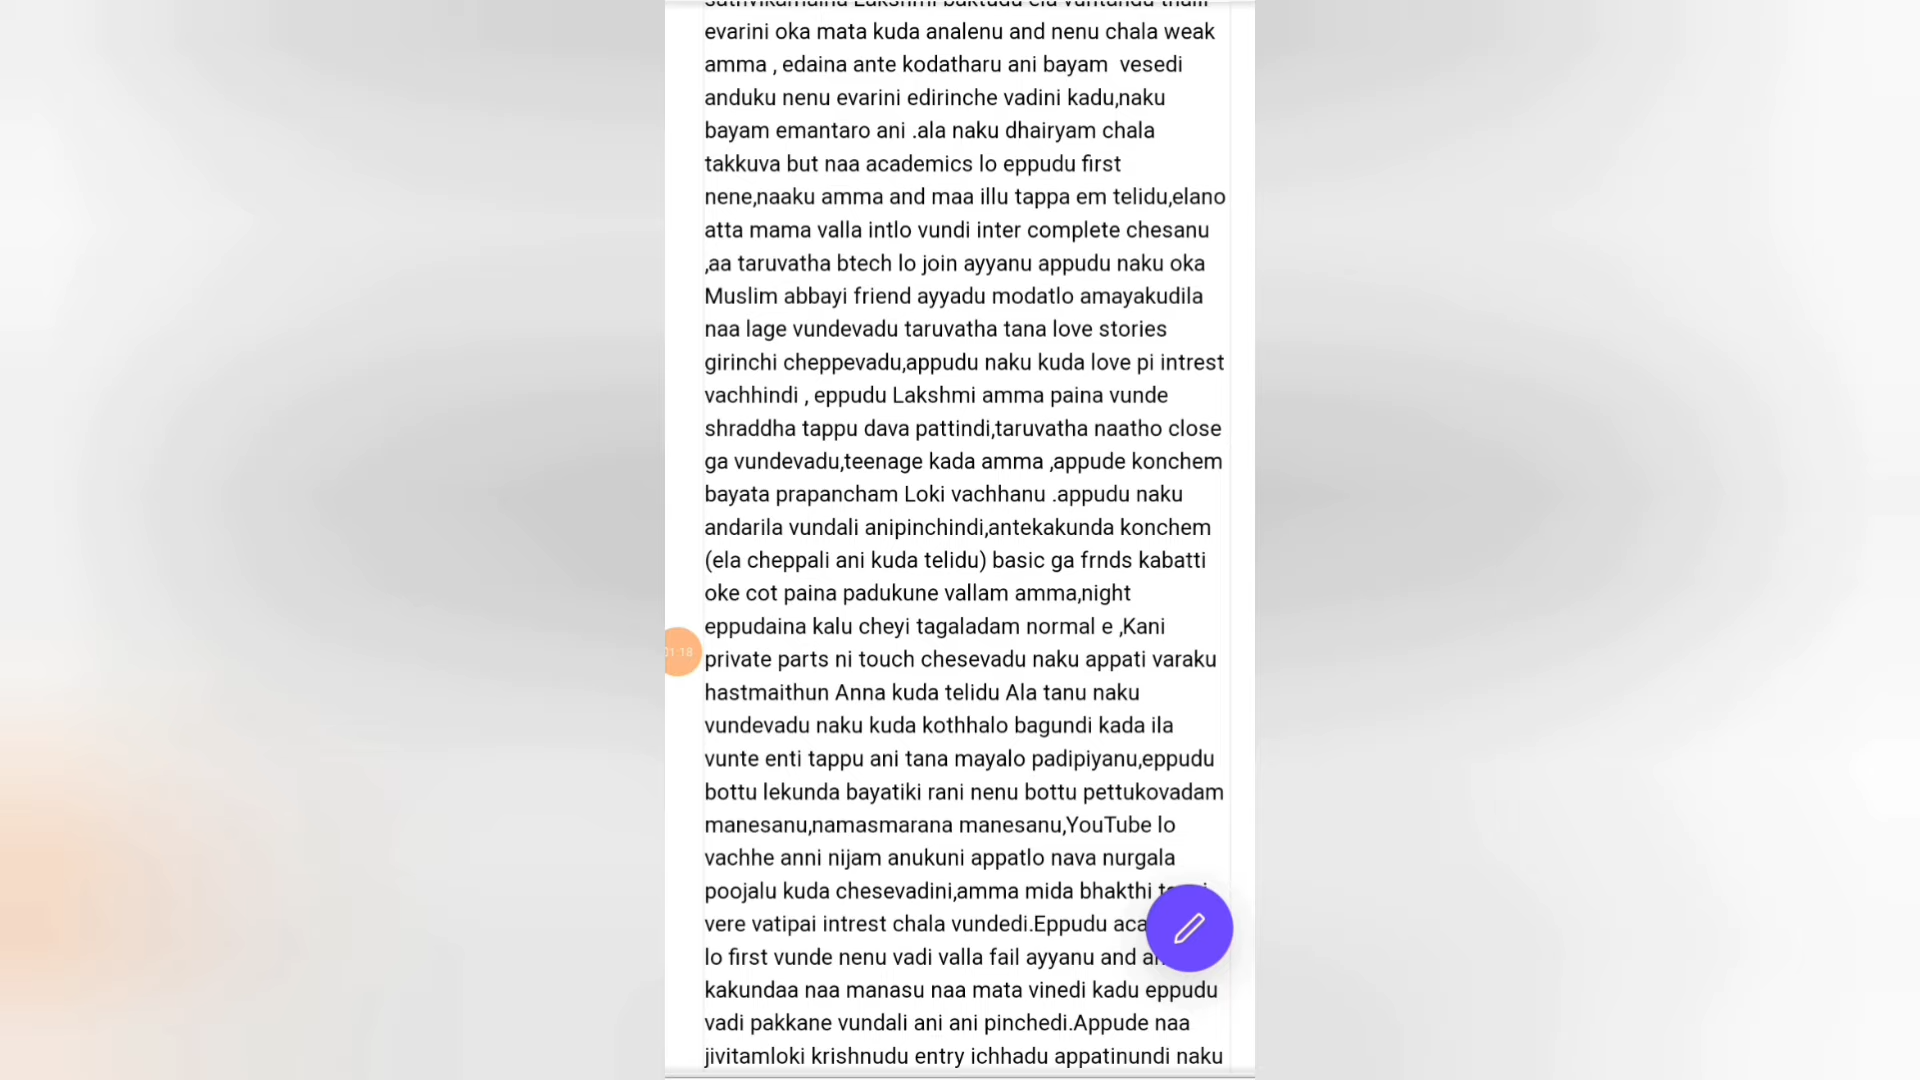 evarini oka mata kuda analenu and nenu chala weak
amma , edaina ante kodatharu ani bayam  vesedi
anduku nenu evarini edirinche vadini kadu,naku
bayam emantaro ani .ala naku dhairyam chala
takkuva but naa academics lo eppudu first
nene,naaku amma and maa illu tappa em telidu,elano
atta mama valla intlo vundi inter complete chesanu
,aa taruvatha btech lo join ayyanu appudu naku oka
Muslim abbayi friend ayyadu modatlo amayakudila
naa lage vundevadu taruvatha tana love stories
girinchi cheppevadu,appudu naku kuda love pi intrest
vachhindi , eppudu Lakshmi amma paina vunde
shraddha tappu dava pattindi,taruvatha naatho close
ga vundevadu,teenage kada amma ,appude konchem
bayata prapancham Loki vachhanu .appudu naku
andarila vundali anipinchindi,antekakunda konchem
(ela cheppali ani kuda telidu) basic ga frnds kabatti
oke cot paina padukune vallam amma,night
eppudaina kalu cheyi tagaladam normal e ,Kani
01:18
private parts ni touch chesevadu naku appati varaku
hastmaithun Anna kuda telidu Ala tanu naku
vundevadu naku kuda kothhalo bagundi kada ila
vunte enti tappu ani tana mayalo padipiyanu,eppudu
bottu lekunda bayatiki rani nenu bottu pettukovadam
manesanu,namasmarana manesanu,YouTube lo
vachhe anni nijam anukuni appatlo nava nurgala
poojalu kuda chesevadini,amma mida bhakthi
vere vatipai intrest chala vundedi.Eppudu
lo first vunde nenu vadi valla fail ayyanu and
kakundaa naa manasu naa mata vinedi kadu eppudu
vadi pakkane vundali ani ani pinchedi.Appude naa
jivitamloki krishnudu entry ichhadu appatinundi naku